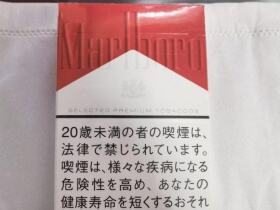 Marlboro
SELECTED PREMIUM TOBACCOS
20歳未満の者の喫煙は、
法律で禁じられています。
喫煙は、様々な疾病になる
危険性を高め、あなたの
健康寿命を短くするおそれ